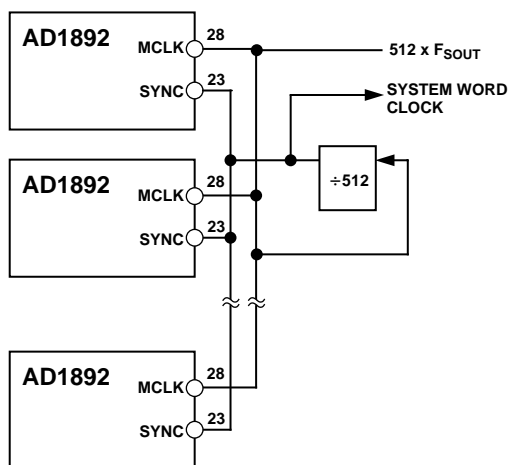 AD1892
MCLK 28
SYNC 23
512 x FSOUT
SYSTEM WORD
CLOCK
÷512
AD1892
MCLK 28
SYNC 23
AD1892
MCLK 28
SYNC 23